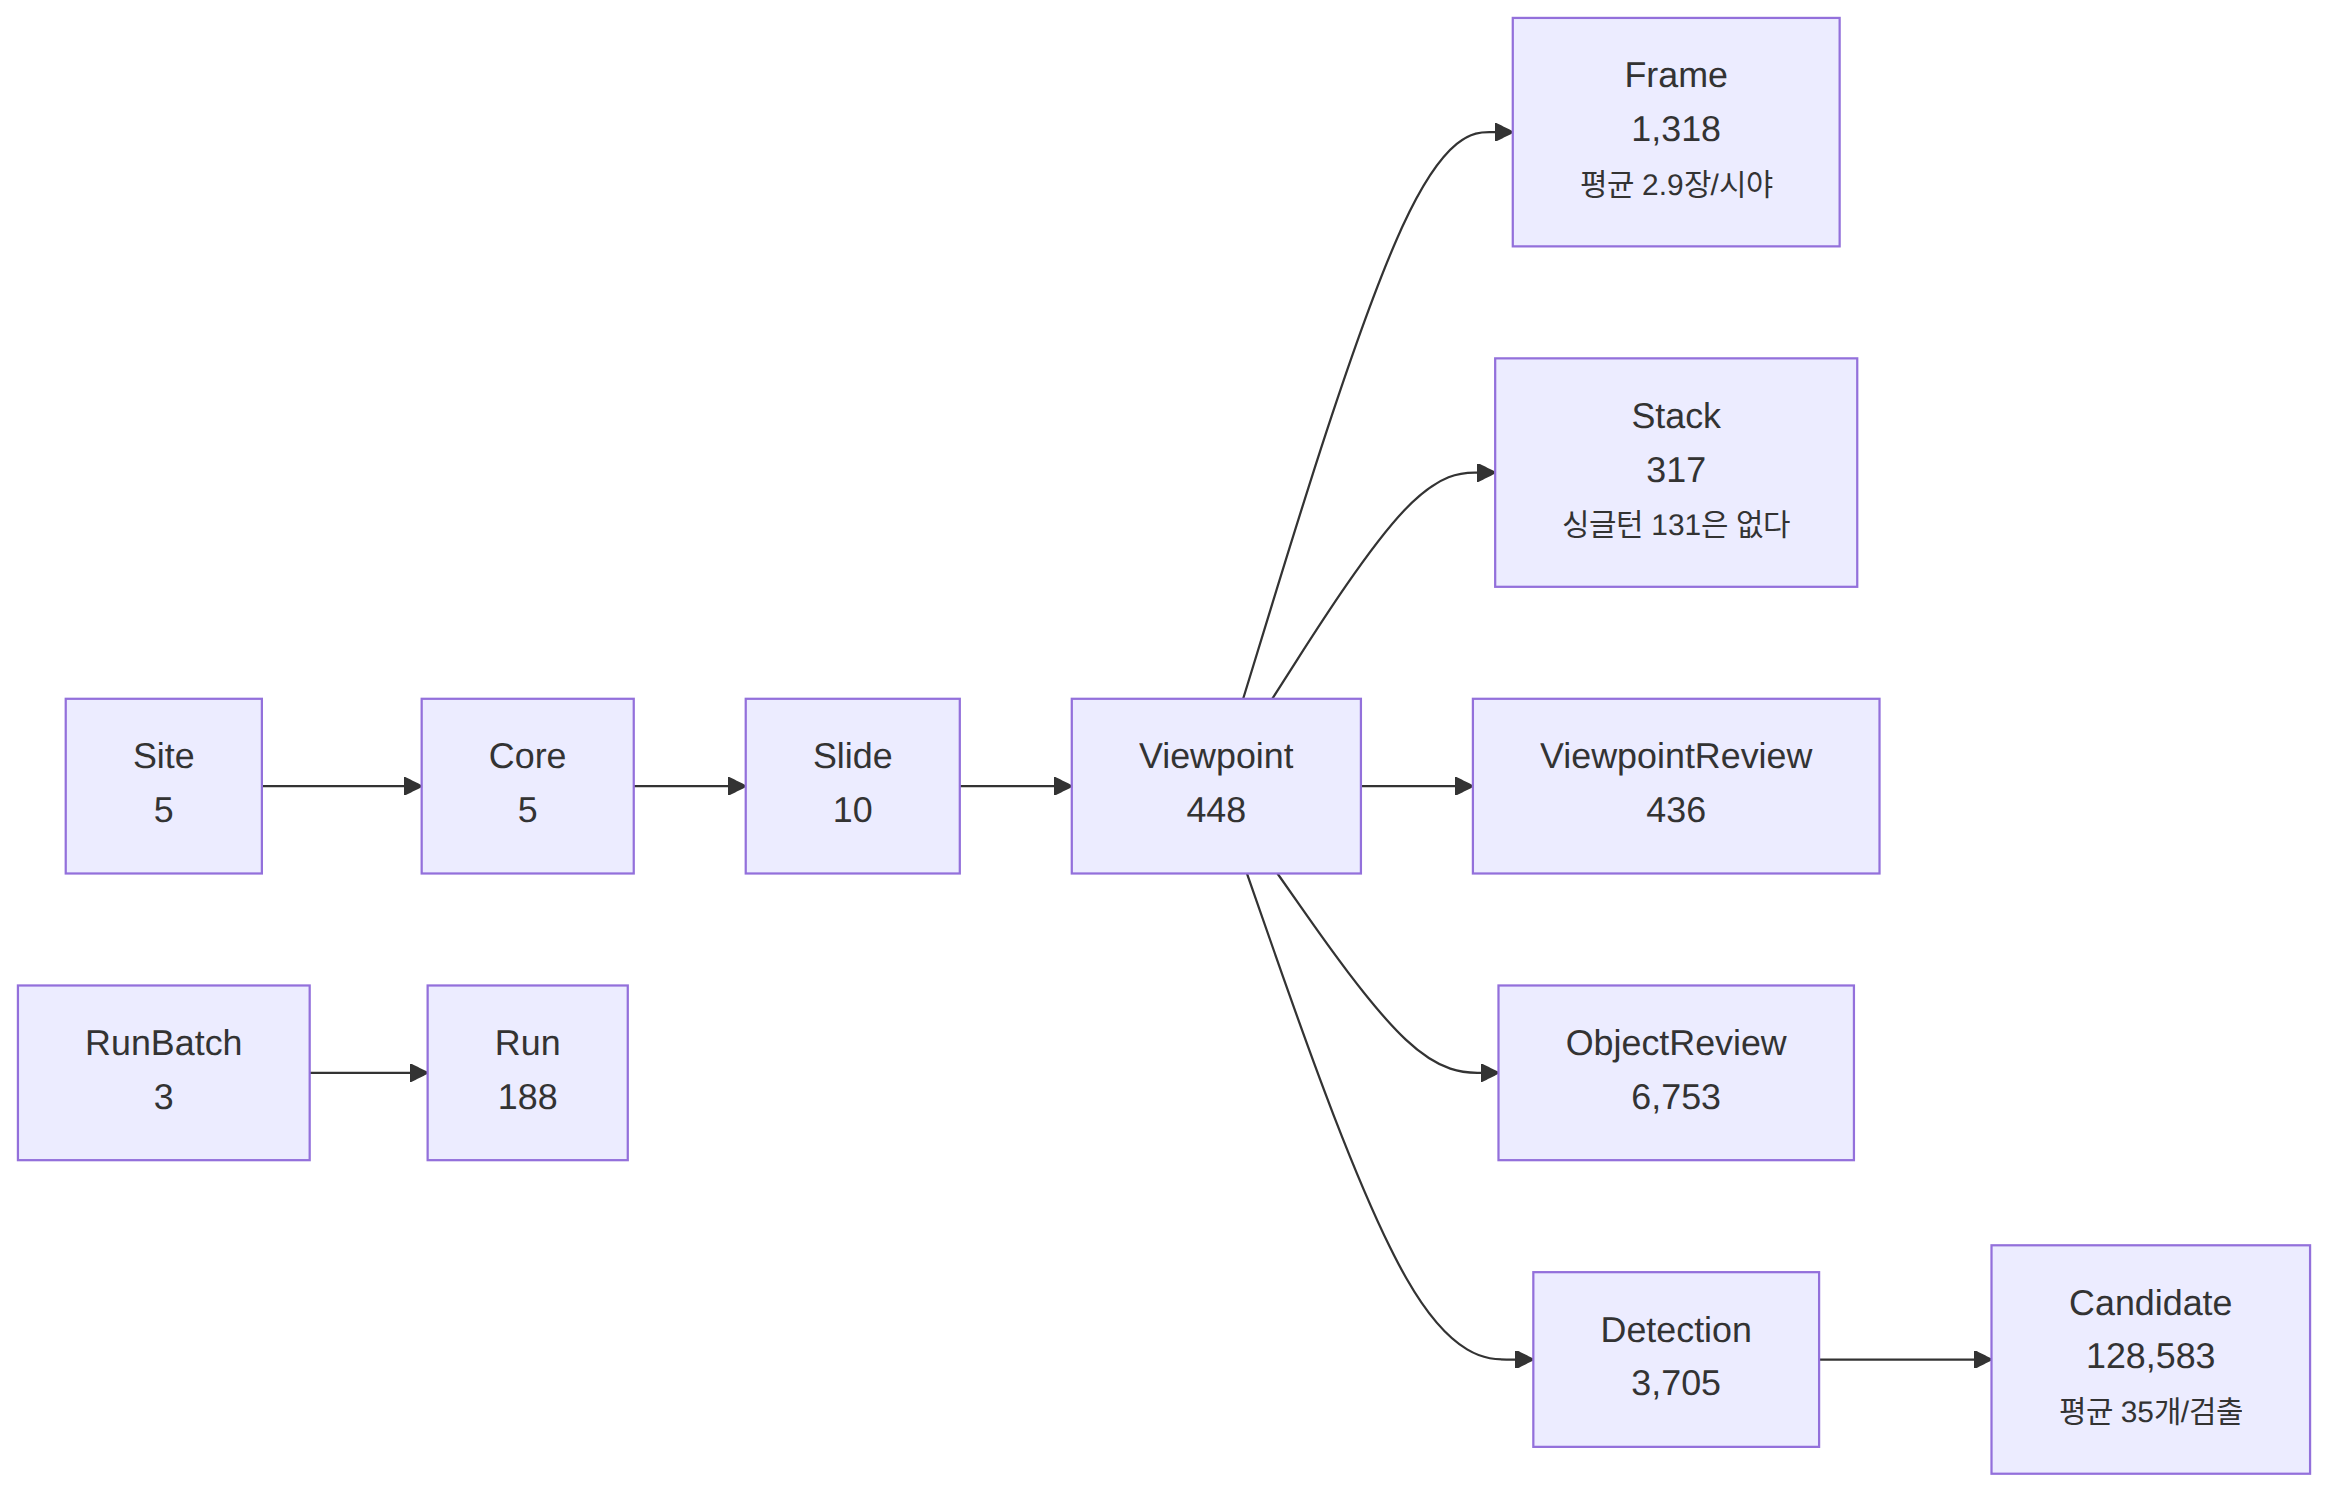 Frame
1,318
평균 2.9장/시야
Stack
317
싱글턴 131은 없다
Site
5
Core
5
Slide
10
Viewpoint
448
ViewpointReview
436
RunBatch
3
Run
188
ObjectReview
6,753
Detection
3,705
Candidate
128,583
평균 35개/검출